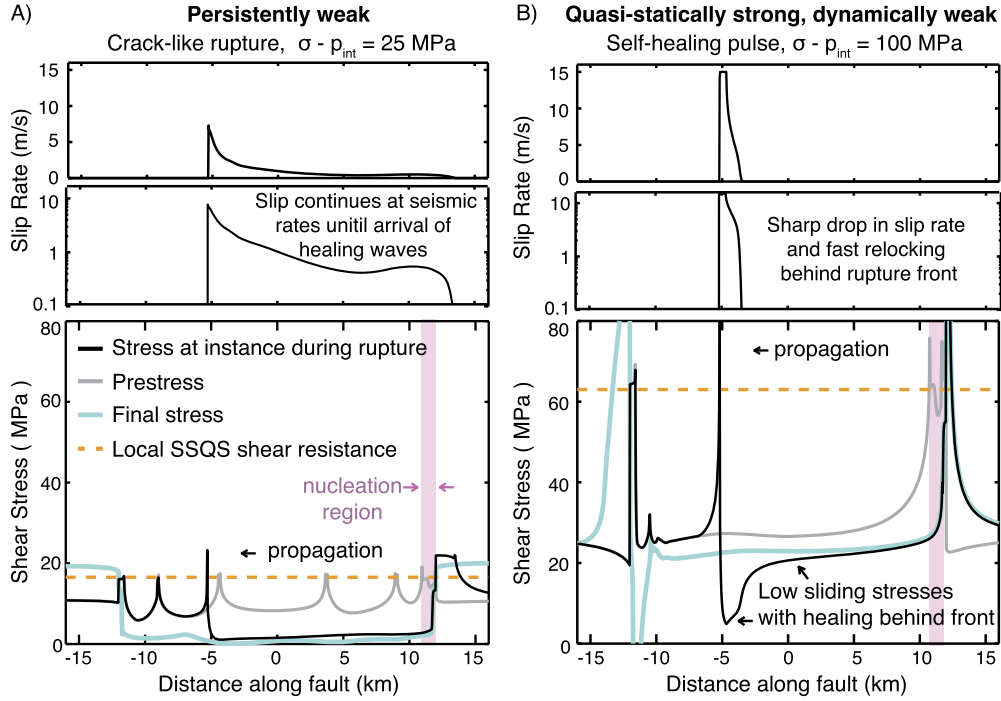 A)
Persistently weak
Crack-like rupture, σ - pint = 25 MPa
15
10
5
0
Slip Rate (m/s)
10
1
0.1
Slip Rate (m/s)
Slip continues at seismic
rates unitil arrival of
healing waves
80
60
40
20
0
Shear Stress ( MPa)
Stress at instance during rupture
Prestress
Final stress
Local SSQS shear resistance
nucleation
region
propagation
-15
-10
-5
0
5
10
15
Distance along fault (km)
B)
Quasi-statically strong, dynamically weak
Self-healing pulse, σ - pint = 100 MPa
15
10
5
0
Slip Rate (m/s)
10
1
0.1
Slip Rate (m/s)
Sharp drop in slip rate
and fast relocking
behind rupture front
80
60
40
20
0
Shear Stress ( MPa)
propagation
Low sliding stresses
with healing behind front
-15
-10
-5
0
5
10
15
Distance along fault (km)